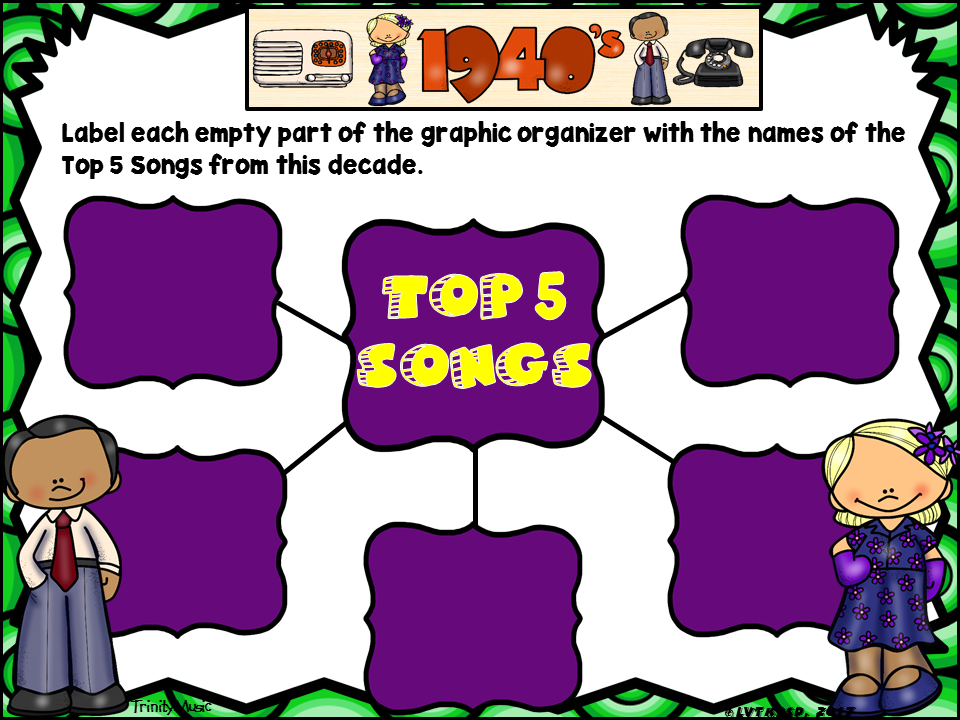 1940's
Label each empty part of the graphic organizer with the names of the
Top 5 Songs from this decade.
TOP 5
SONGS
Trinity Music